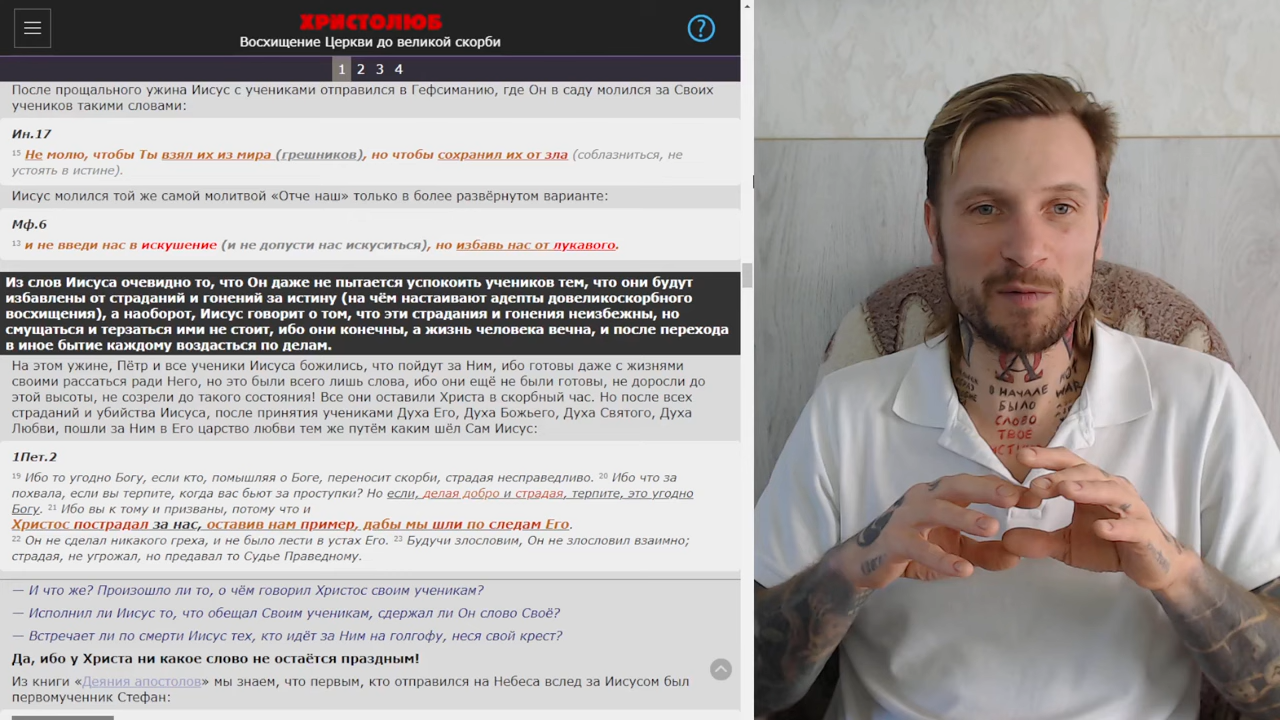 ХРИСТОЛЮБ
Восхищение Церкви до великой скорби
1 2 3 4
После прощального ужина Иисус с учениками отправился в Гефсиманию, где Он в саду молился за Своих
учеников такими словами:
Ин.17
15 Не молю, чтобы Ты взял их из мира (грешников), но чтобы сохранил их от зла (соблазниться, не
устоять в истине).
Иисус молился той же самой молитвой «Отче наш» только в более развёрнутом варианте:
Мф.6
13 и не введи нас в искушение (и не допусти нас искуситься), но избавь нас от лукавого.
Из слов Иисуса очевидно то, что Он даже не пытается успокоить учеников тем, что они будут
избавлены от страданий и гонений за истину (на чём настаивают адепты довеликоскорбного
восхищения), а наоборот, Иисус говорит о том, что эти страдания и гонения неизбежны, но
смущаться и терзаться ими не стоит, ибо они конечны, а жизнь человека вечна, и после перехода
в иное бытие каждому воздасться по делам.
На этом ужине, Пётр и все ученики Иисуса божились, что пойдут за Ним, ибо готовы даже с жизнями
своими рассаться ради Него, но это были всего лишь слова, ибо они ещё не были готовы, не доросли до
этой высоты, не созрели до такого состояния! Все они оставили Христа в скорбный час. Но после всех
страданий и убийства Иисуса, после принятия учениками Духа Его, Духа Божьего, Духа Святого, Духа
Любви, пошли за Ним в Его царство любви тем же путём каким шёл Сам Иисус:
1Пет.2
19 Ибо то угодно Богу, если кто, помышляя о Боге, переносит скорби, страдая несправедливо. 20 Ибо что за
похвала, если вы терпите, когда вас бьют за проступки? Но если, делая добро и страдая, терпите, это угодно
Богу. 21 Ибо вы к тому и призваны, потому что и
Христос пострадал за нас, оставив нам пример, дабы мы шли по следам Его.
22 Он не сделал никакого греха, и не было лести в устах Его. 23 Будучи злословим, Он не злословил взаимно;
страдая, не угрожал, но предавал то Судье Праведному.
— И что же? Произошло ли то, о чём говорил Христос своим ученикам?
— Исполнил ли Иисус то, что обещал Своим ученикам, сдержал ли Он слово Своё?
— Встречает ли по смерти Иисус тех, кто идёт за Ним на голгофу, неся свой крест?
Да, ибо у Христа ни какое слово не остаётся праздным!
Из книги «Деяния апостолов» мы знаем, что первым, кто отправился на Небеса вслед за Иисусом был
первомученник Стефан:
В НАЧАЛЕ
БЫЛО
СЛОВО
ТВОЁ
NOT
WAR